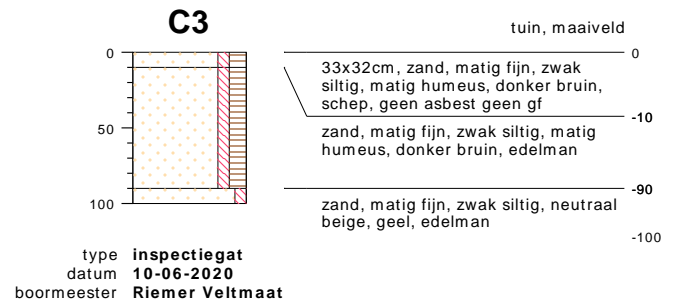 C3
tuin, maaiveld
0
50
100
0
33x32cm, zand, matig fijn, zwak
siltig, matig humeus, donker bruin,
schep, geen asbest geen gf
-10
zand, matig fijn, zwak siltig, matig
humeus, donker bruin, edelman
-90
zand, matig fijn, zwak siltig, neutraal
beige, geel, edelman
-100
type inspectiegat
datum 10-06-2020
boormeester Riemer Veltmaat